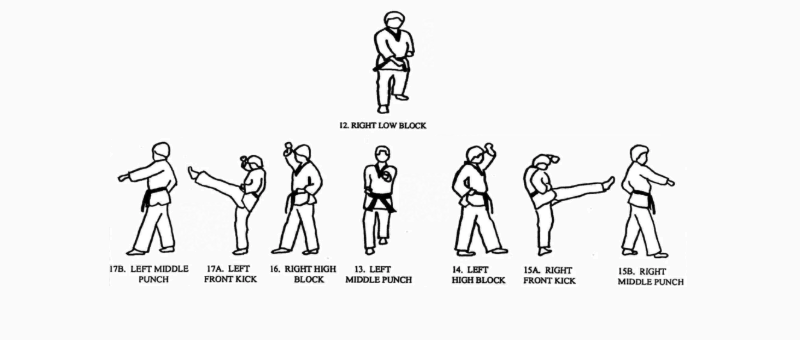 12. RIGHT LOW BLOCK
17B. LEFT MIDDLE
PUNCH
17A. LEFT
FRONT KICK
16. RIGHT HIGH
BLOCK
13. LEFT
MIDDLE PUNCH
14. LEFT
HIGH BLOCK
15A. RIGHT
FRONT KICK
15B. RIGHT
MIDDLE PUNCH